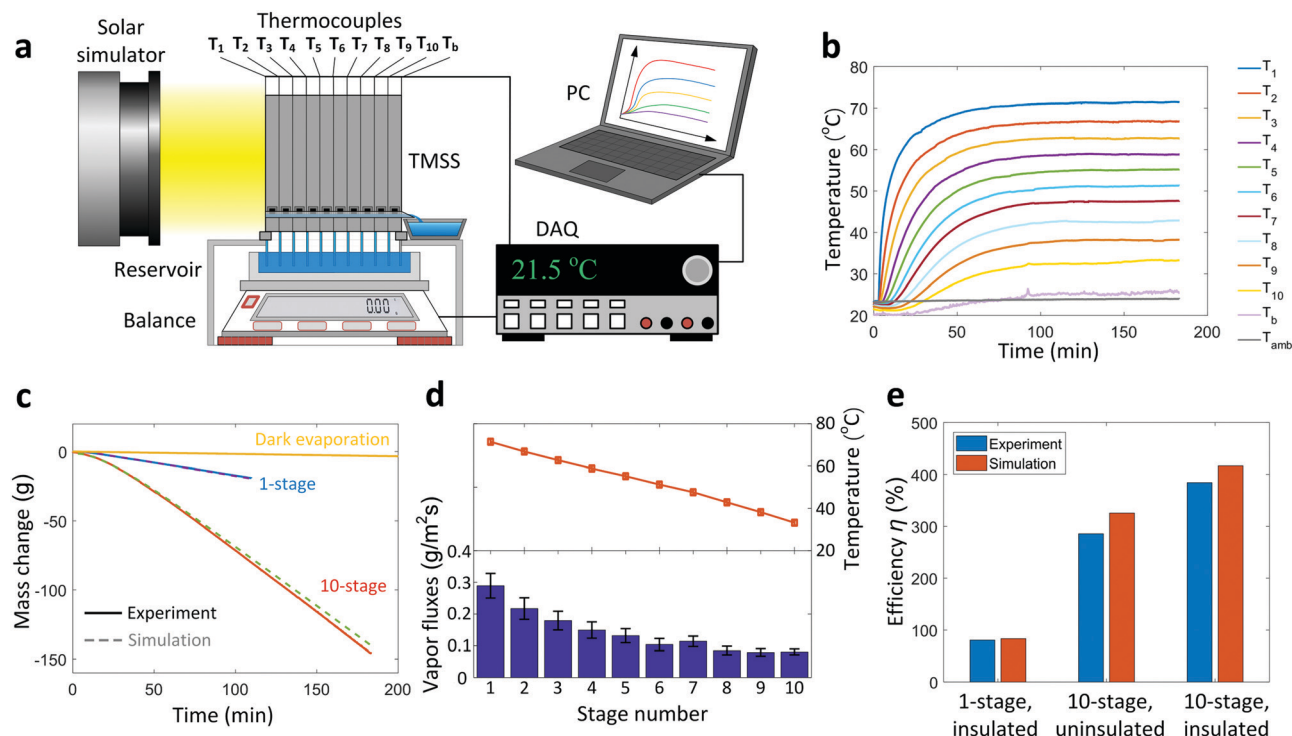 a
Solar
simulator
Thermocouples
T1 T2 T3 T4 T5 T6 T7 T8 T9 T10 Tb
PC
TMSS
DAQ
21.5 °C
Reservoir
Balance
0.00
b
Temperature (°C)
80
70
60
50
40
30
20
0 50 100 150 200
Time (min)
T1
T2
T3
T4
T5
T6
T7
T8
T9
T10
Tb
Tamb
c
Mass change (g)
0
-50
-100
-150
Dark evaporation
1-stage
10-stage
Experiment
Simulation
0 50 100 150 200
Time (min)
d
Temperature (°C)
80
60
40
20
Vapor fluxes (g/m²s)
0.4
0.3
0.2
0.1
0
1 2 3 4 5 6 7 8 9 10
Stage number
e
Efficiency η (%)
500
400
300
200
100
0
Experiment
Simulation
1-stage, 10-stage, 10-stage,
insulated uninsulated insulated